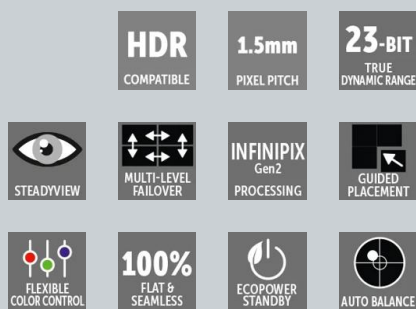 HDR
COMPATIBLE
1.5mm
PIXEL PITCH
23-BIT
TRUE
DYNAMIC RANGE
STEADYVIEW
MULTI-LEVEL
FAILOVER
INFINIPIX
Gen2
PROCESSING
GUIDED
PLACEMENT
FLEXIBLE
COLOR CONTROL
100%
FLAT &
SEAMLESS
ECOPOWER
STANDBY
AUTO BALANCE